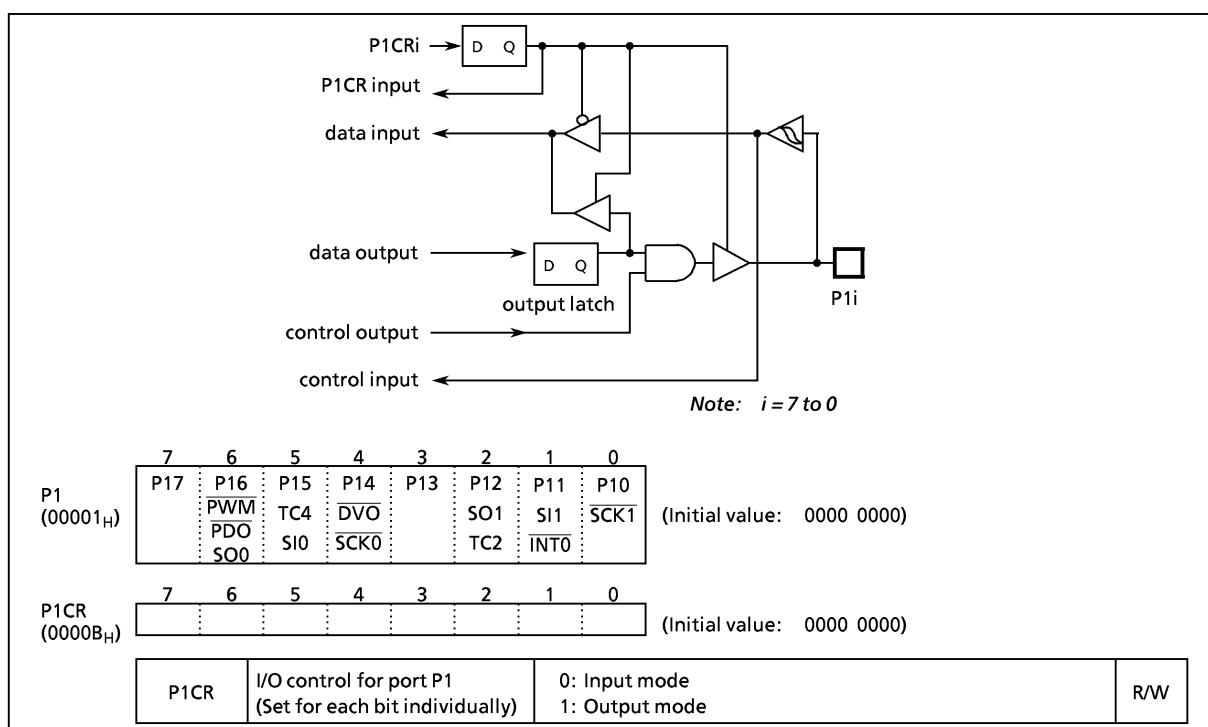 P1CRi
D Q
P1CR input
data input
data output
D Q
output latch
P1i
control output
control input
Note: i = 7 to 0
7 6 5 4 3 2 1 0
P1
(00001H)
P17 P16 P15 P14 P13 P12 P11 P10
PWM TC4 DVO SO1 SI1 SCK1
PDO SI0 SCK0 TC2 INT0
SO0
(Initial value: 0000 0000)
7 6 5 4 3 2 1 0
P1CR
(0000BH)
(Initial value: 0000 0000)
P1CR
I/O control for port P1
(Set for each bit individually)
0: Input mode
1: Output mode
R/W